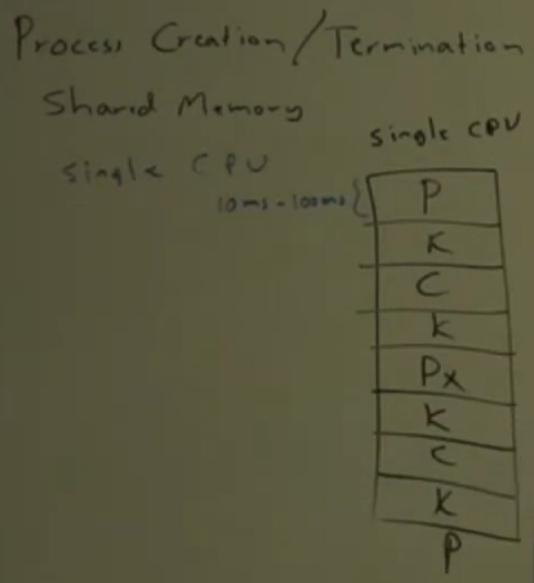 Process Creation/Termination
Shared Memory
single CPU
single CPU
10ms-100ms
P
K
C
K
Px
K
C
K
P